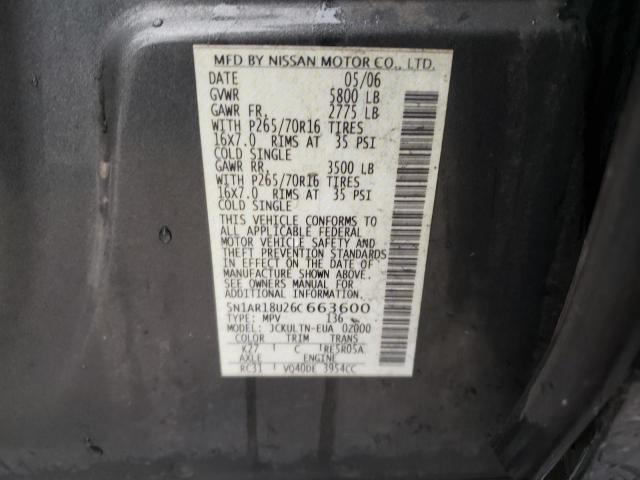 MFD BY NISSAN MOTOR CO., LTD.
DATE 05/06
GVWR 5800 LB
GAWR FR. 2775 LB
WITH P265/70R16 TIRES
16X7.0 RIMS AT 35 PSI
COLD SINGLE
GAWR RR. 3500 LB
WITH P265/70R16 TIRES
16X7.0 RIMS AT 35 PSI
COLD SINGLE
THIS VEHICLE CONFORMS TO
ALL APPLICABLE FEDERAL
MOTOR VEHICLE SAFETY AND
THEFT PREVENTION STANDARDS
IN EFFECT ON THE DATE OF
MANUFACTURE SHOWN ABOVE.
SEE OWNERS MANUAL FOR
ADDITIONAL INFORMATION
5N1AR18U26C663600
TYPE: MPV 136
MODEL: JCKULTN-EUA 02000
COLOR TRIM TRANS
K22 C RE5R05A
AXLE ENGINE
RC31 VQ40DE 3954CC